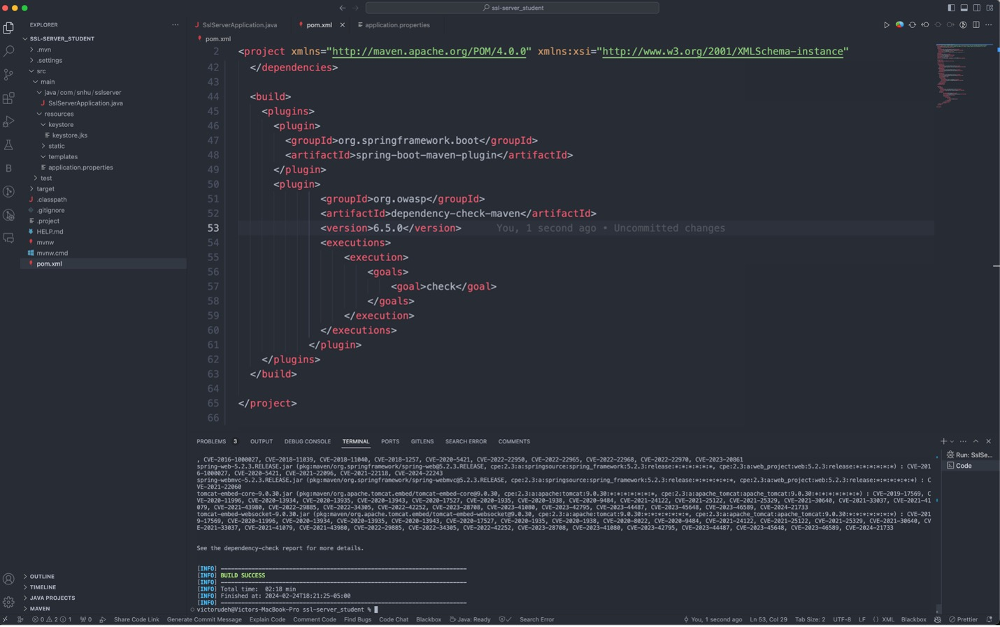 ssl-server_student
EXPLORER
SSL-SERVER_STUDENT
.mvn
.settings
src
main
java/com/snhu/sslserver
SslServerApplication.java
resources
keystore
keystore.jks
static
templates
application.properties
test
target
.classpath
.gitignore
.project
HELP.md
mvnw
mvnw.cmd
pom.xml
OUTLINE
TIMELINE
JAVA PROJECTS
MAVEN
SslServerApplication.java pom.xml application.properties
pom.xml
2 <project xmlns="http://maven.apache.org/POM/4.0.0" xmlns:xsi="http://www.w3.org/2001/XMLSchema-instance"
42 </dependencies>
43
44 <build>
45 <plugins>
46 <plugin>
47 <groupId>org.springframework.boot</groupId>
48 <artifactId>spring-boot-maven-plugin</artifactId>
49 </plugin>
50 <plugin>
51 <groupId>org.owasp</groupId>
52 <artifactId>dependency-check-maven</artifactId>
53 <version>6.5.0</version> You, 1 second ago • Uncommitted changes
54 <executions>
55 <execution>
56 <goals>
57 <goal>check</goal>
58 </goals>
59 </execution>
60 </executions>
61 </plugin>
62 </plugins>
63 </build>
64
65 </project>
66
PROBLEMS 3 OUTPUT DEBUG CONSOLE TERMINAL PORTS GITLENS SEARCH ERROR COMMENTS
, CVE-2016-1000027, CVE-2018-11039, CVE-2018-11040, CVE-2018-1257, CVE-2020-5421, CVE-2022-22950, CVE-2022-22965, CVE-2022-22968, CVE-2022-22970, CVE-2023-20861
spring-web-5.2.3.RELEASE.jar (pkg:maven/org.springframework/spring-web@5.2.3.RELEASE, cpe:2.3:a:springsource:spring_framework:5.2.3:release:*:*:*:*:*:*, cpe:2.3:a:web_project:web:5.2.3:release:*:*:*:*:*:*) : CVE-201
6-1000027, CVE-2020-5421, CVE-2021-22096, CVE-2021-22118, CVE-2024-22243
spring-webmvc-5.2.3.RELEASE.jar (pkg:maven/org.springframework/spring-webmvc@5.2.3.RELEASE, cpe:2.3:a:springsource:spring_framework:5.2.3:release:*:*:*:*:*:*, cpe:2.3:a:web_project:web:5.2.3:release:*:*:*:*:*:*) : C
VE-2021-22060
tomcat-embed-core-9.0.30.jar (pkg:maven/org.apache.tomcat.embed/tomcat-embed-core@9.0.30, cpe:2.3:a:apache:tomcat:9.0.30:*:*:*:*:*:*:*, cpe:2.3:a:apache_tomcat:apache_tomcat:9.0.30:*:*:*:*:*:*:*) : CVE-2019-17569, C
VE-2020-11996, CVE-2020-13934, CVE-2020-13935, CVE-2020-13943, CVE-2020-17527, CVE-2020-1935, CVE-2020-1938, CVE-2020-9484, CVE-2021-24122, CVE-2021-25122, CVE-2021-25329, CVE-2021-30640, CVE-2021-33037, CVE-2021-41
079, CVE-2021-43980, CVE-2022-29885, CVE-2022-34305, CVE-2022-42252, CVE-2023-28708, CVE-2023-41080, CVE-2023-42795, CVE-2023-44487, CVE-2023-45648, CVE-2023-46589, CVE-2024-21733
tomcat-embed-websocket-9.0.30.jar (pkg:maven/org.apache.tomcat.embed/tomcat-embed-websocket@9.0.30, cpe:2.3:a:apache:tomcat:9.0.30:*:*:*:*:*:*:*, cpe:2.3:a:apache_tomcat:apache_tomcat:9.0.30:*:*:*:*:*:*:*) : CVE-201
9-17569, CVE-2020-11996, CVE-2020-13934, CVE-2020-13935, CVE-2020-13943, CVE-2020-17527, CVE-2020-1935, CVE-2020-1938, CVE-2020-8022, CVE-2020-9484, CVE-2021-24122, CVE-2021-25122, CVE-2021-25329, CVE-2021-30640, CV
E-2021-33037, CVE-2021-41079, CVE-2021-43980, CVE-2022-29885, CVE-2022-34305, CVE-2022-42252, CVE-2023-28708, CVE-2023-41080, CVE-2023-42795, CVE-2023-44487, CVE-2023-45648, CVE-2023-46589, CVE-2024-21733
See the dependency-check report for more details.
[INFO] ------------------------------------------------------------------------
[INFO] BUILD SUCCESS
[INFO] ------------------------------------------------------------------------
[INFO] Total time: 02:18 min
[INFO] Finished at: 2024-02-24T18:21:25-05:00
[INFO] ------------------------------------------------------------------------
victorudeh@Victors-MacBook-Pro ssl-server_student %
Run: SslSe...
Code
0 2 1 0 Share Code Link Generate Commit Message Explain Code Comment Code Find Bugs Code Chat Blackbox Java: Ready Search Error You, 1 second ago Ln 53, Col 29 Tab Size: 2 UTF-8 LF {} XML Blackbox Prettier